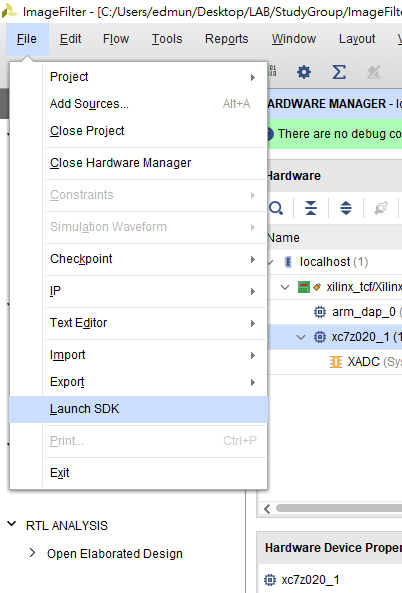 ImageFilter - [C:/Users/edmun/Desktop/LAB/StudyGroup/ImageFilte
File Edit Flow Tools Reports Window Layout
Project
Add Sources... Alt+A
Close Project
Close Hardware Manager
Constraints
Simulation Waveform
Checkpoint
IP
Text Editor
Import
Export
Launch SDK
Print... Ctrl+P
Exit
ARDWARE MANAGER - lo
There are no debug co
Hardware
Name
localhost (1)
xilinx_tcf/Xilin
arm_dap_0
xc7z020_1 (1
XADC (Sys
RTL ANALYSIS
Open Elaborated Design
Hardware Device Proper
xc7z020_1